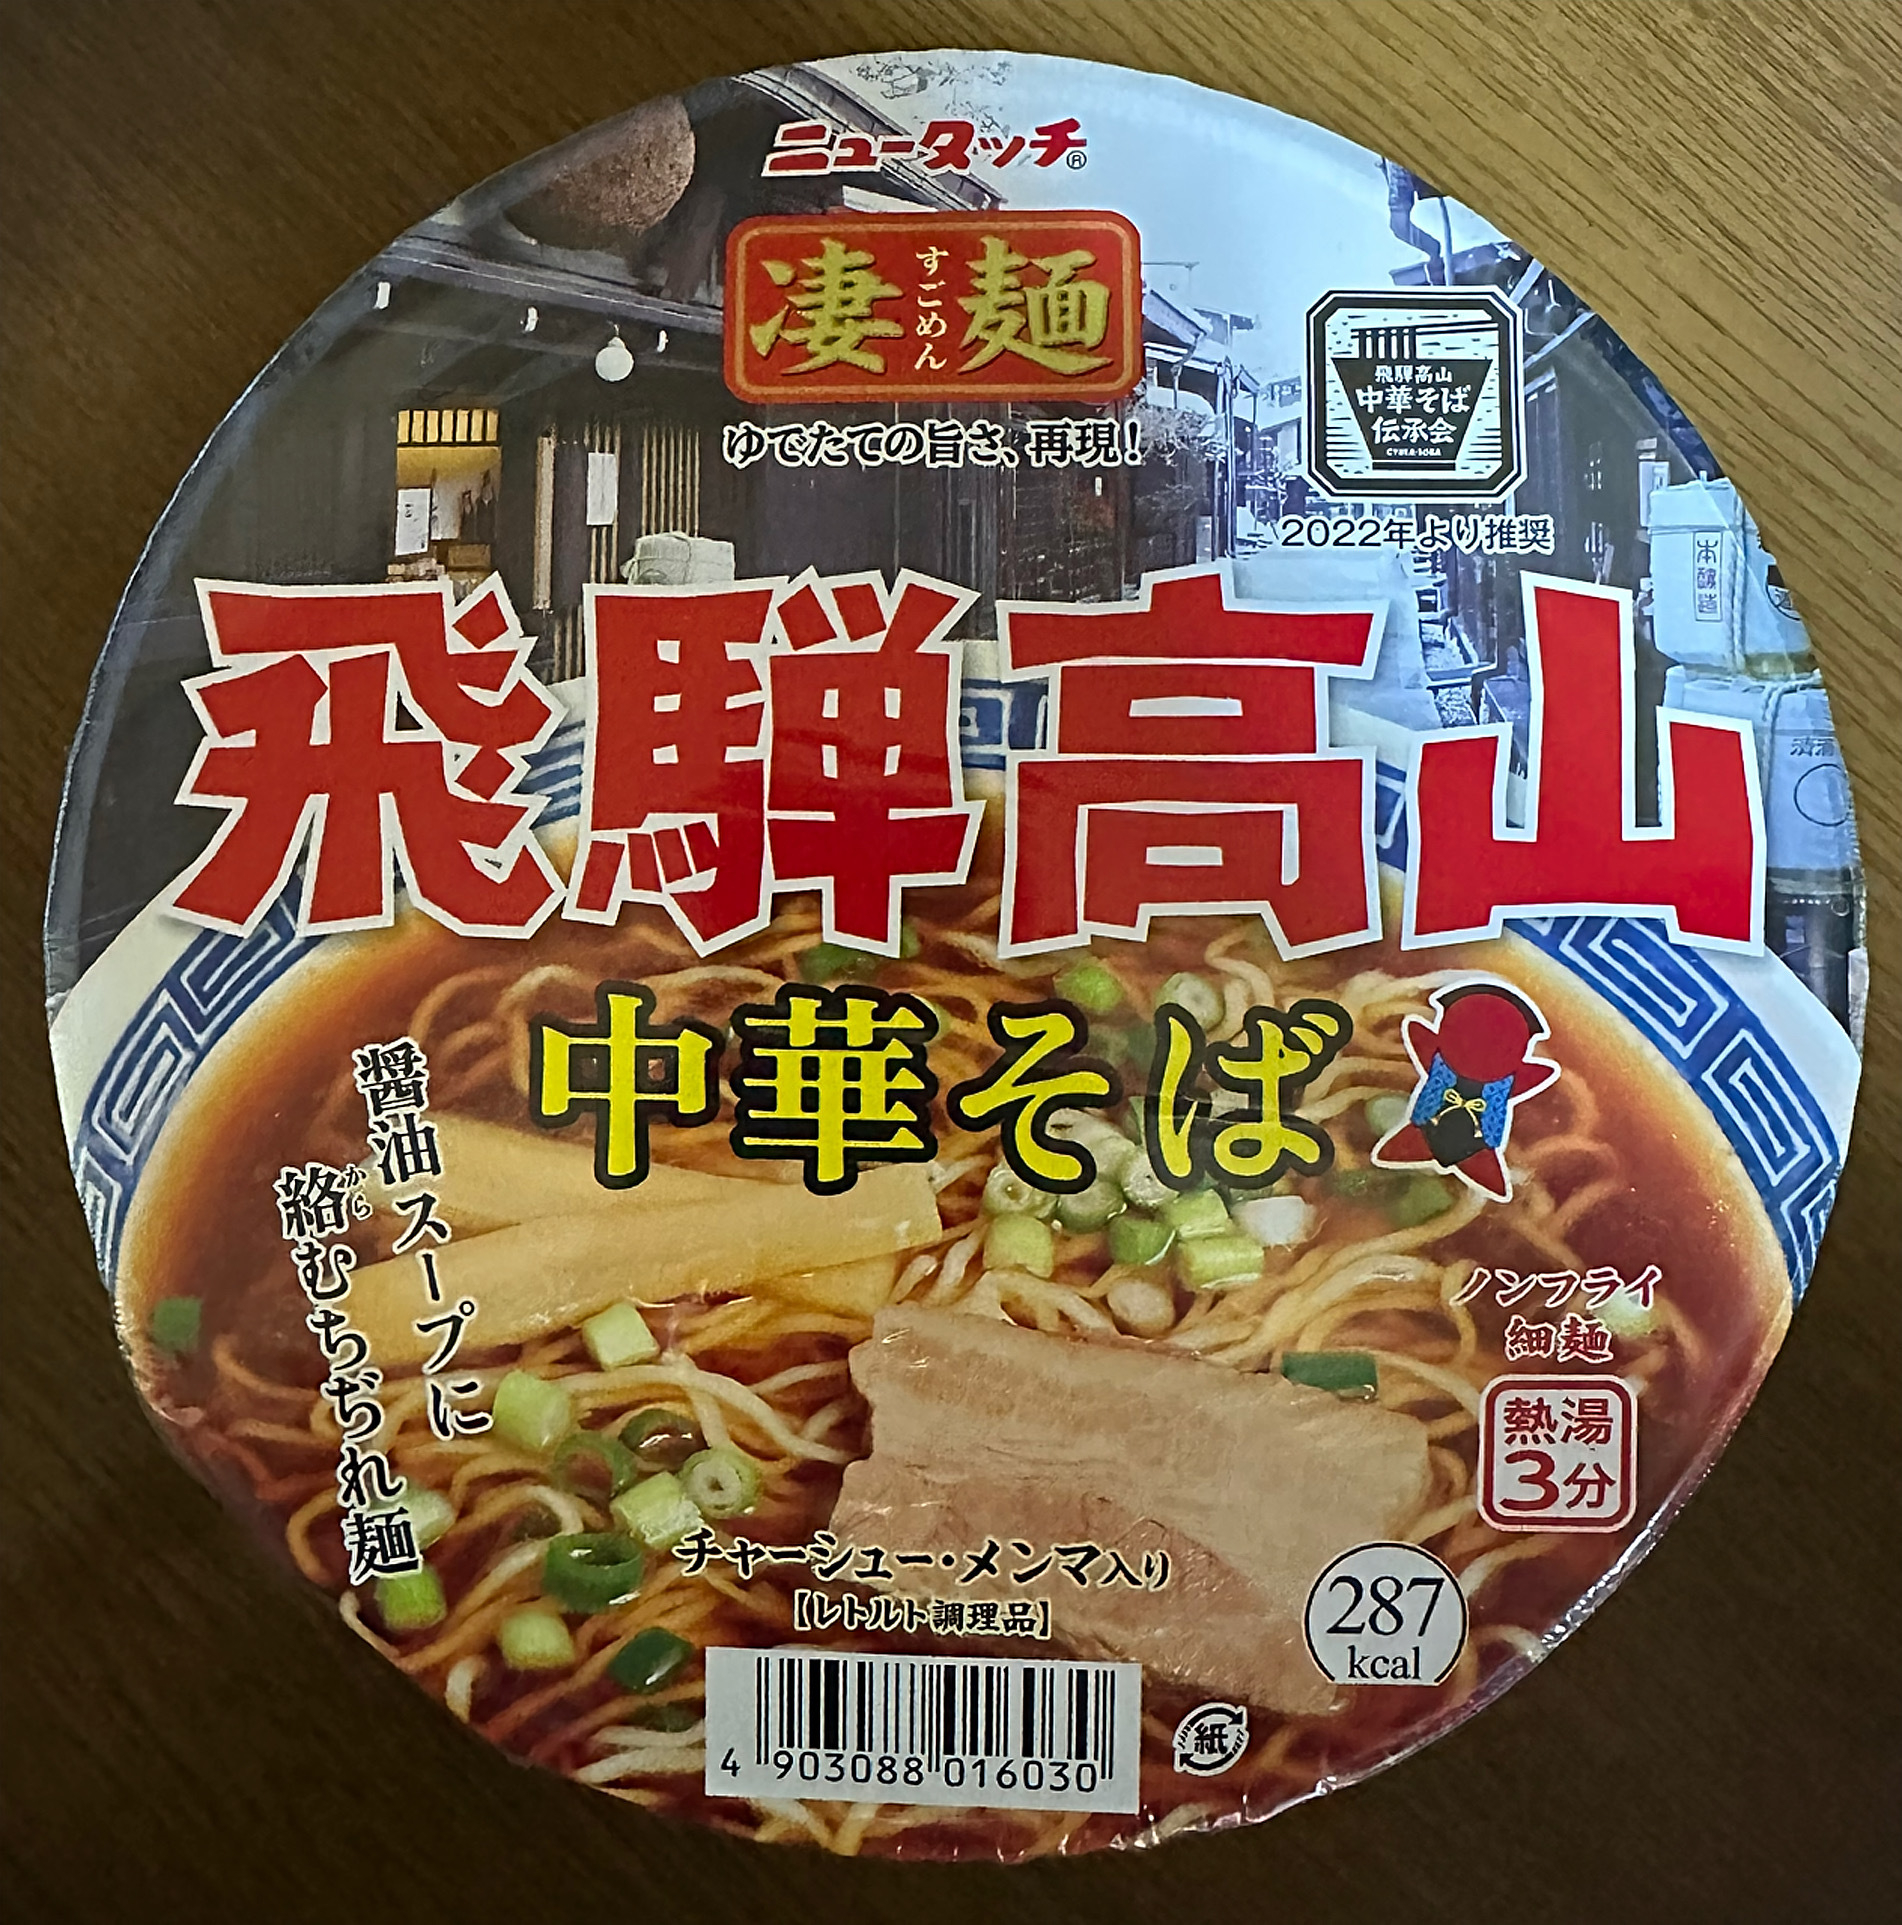 ニュータッチ®
凄麺
すごめん
ゆでたての旨さ、再現!
飛騨高山
中華そば
伝承会
2022年より推奨
本醸造
飛騨高山
中華そば
醤油スープに
絡むちぢれ麺
から
ノンフライ
細麺
熱湯
3分
チャーシュー・メンマ入り
【レトルト調理品】
287
kcal
紙
4 903088 016030